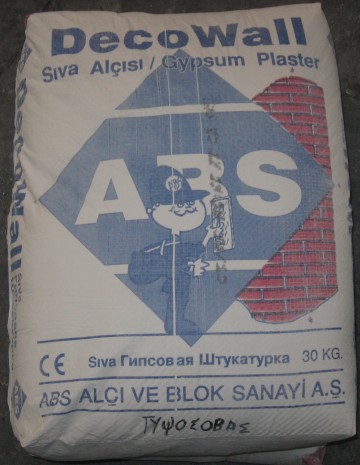 DecoWall
Sıva Alçısı / Gypsum Plaster
ABS
CE Sıva Гипсовая Штукатурка 30 KG.
ABS ALÇI VE BLOK SANAYİ A.Ş.
ΓΥΨΟΣΟΒΑΣ